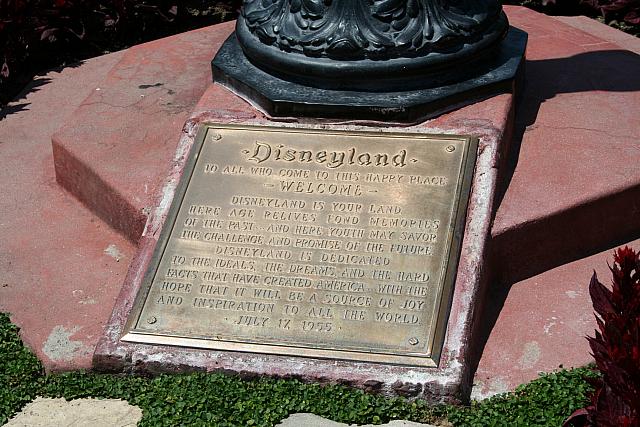 ·Disneyland·
TO ALL WHO COME TO THIS HAPPY PLACE
– WELCOME –
DISNEYLAND IS YOUR LAND.
HERE AGE RELIVES FOND MEMORIES
OF THE PAST...AND HERE YOUTH MAY SAVOR
THE CHALLENGE AND PROMISE OF THE FUTURE.
DISNEYLAND IS DEDICATED
TO THE IDEALS, THE DREAMS, AND THE HARD
FACTS THAT HAVE CREATED AMERICA...WITH THE
HOPE THAT IT WILL BE A SOURCE OF JOY
AND INSPIRATION TO ALL THE WORLD.
· JULY 17, 1955 ·